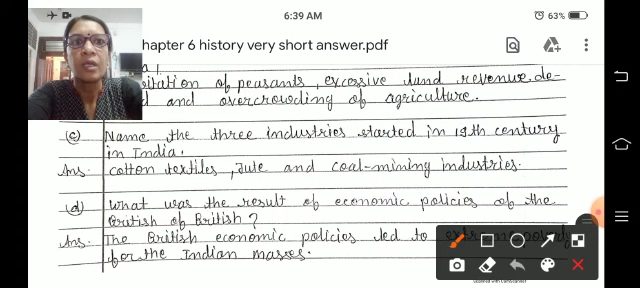 6:39 AM
63%
hapter 6 history very short answer.pdf
itation of peasants, excessive land revenue de-
d and overcrowding of agriculture.
(c) Name the three industries started in 19th century
in India.
Ans. cotton textiles, Jute and coal-mining industries.
(d) What was the result of economic policies of the
British of British?
Ans. The British economic policies led to extreme poverty
for the Indian masses.